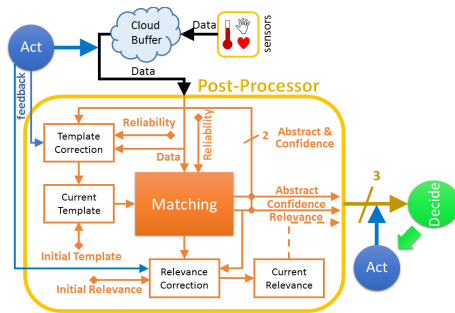 Act
Cloud
Buffer
Data
sensors
Data
Post-Processor
feedback
Reliability
Reliability
2
Abstract &
Confidence
Template
Correction
Data
3
Current
Template
Matching
Abstract
Confidence
Relevance
Decide
Initial Template
Initial Relevance
Relevance
Correction
Current
Relevance
Act